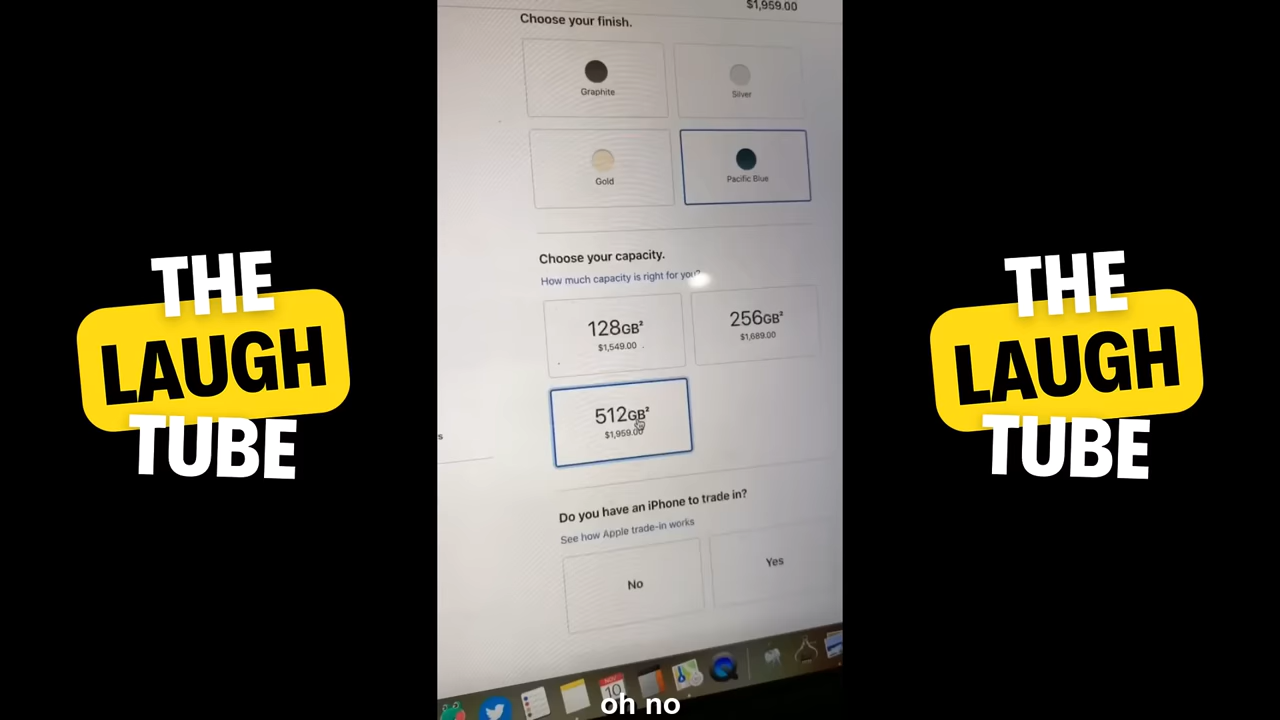 $1,959.00
Choose your finish.
Graphite
Silver
Gold
Pacific Blue
Choose your capacity.
How much capacity is right for you?
128GB²
$1,549.00
256GB²
$1,689.00
512GB²
$1,959.00
s
Do you have an iPhone to trade in?
See how Apple trade-in works
No
Yes
NOV
10
oh no
THE
LAUGH
TUBE
THE
LAUGH
TUBE